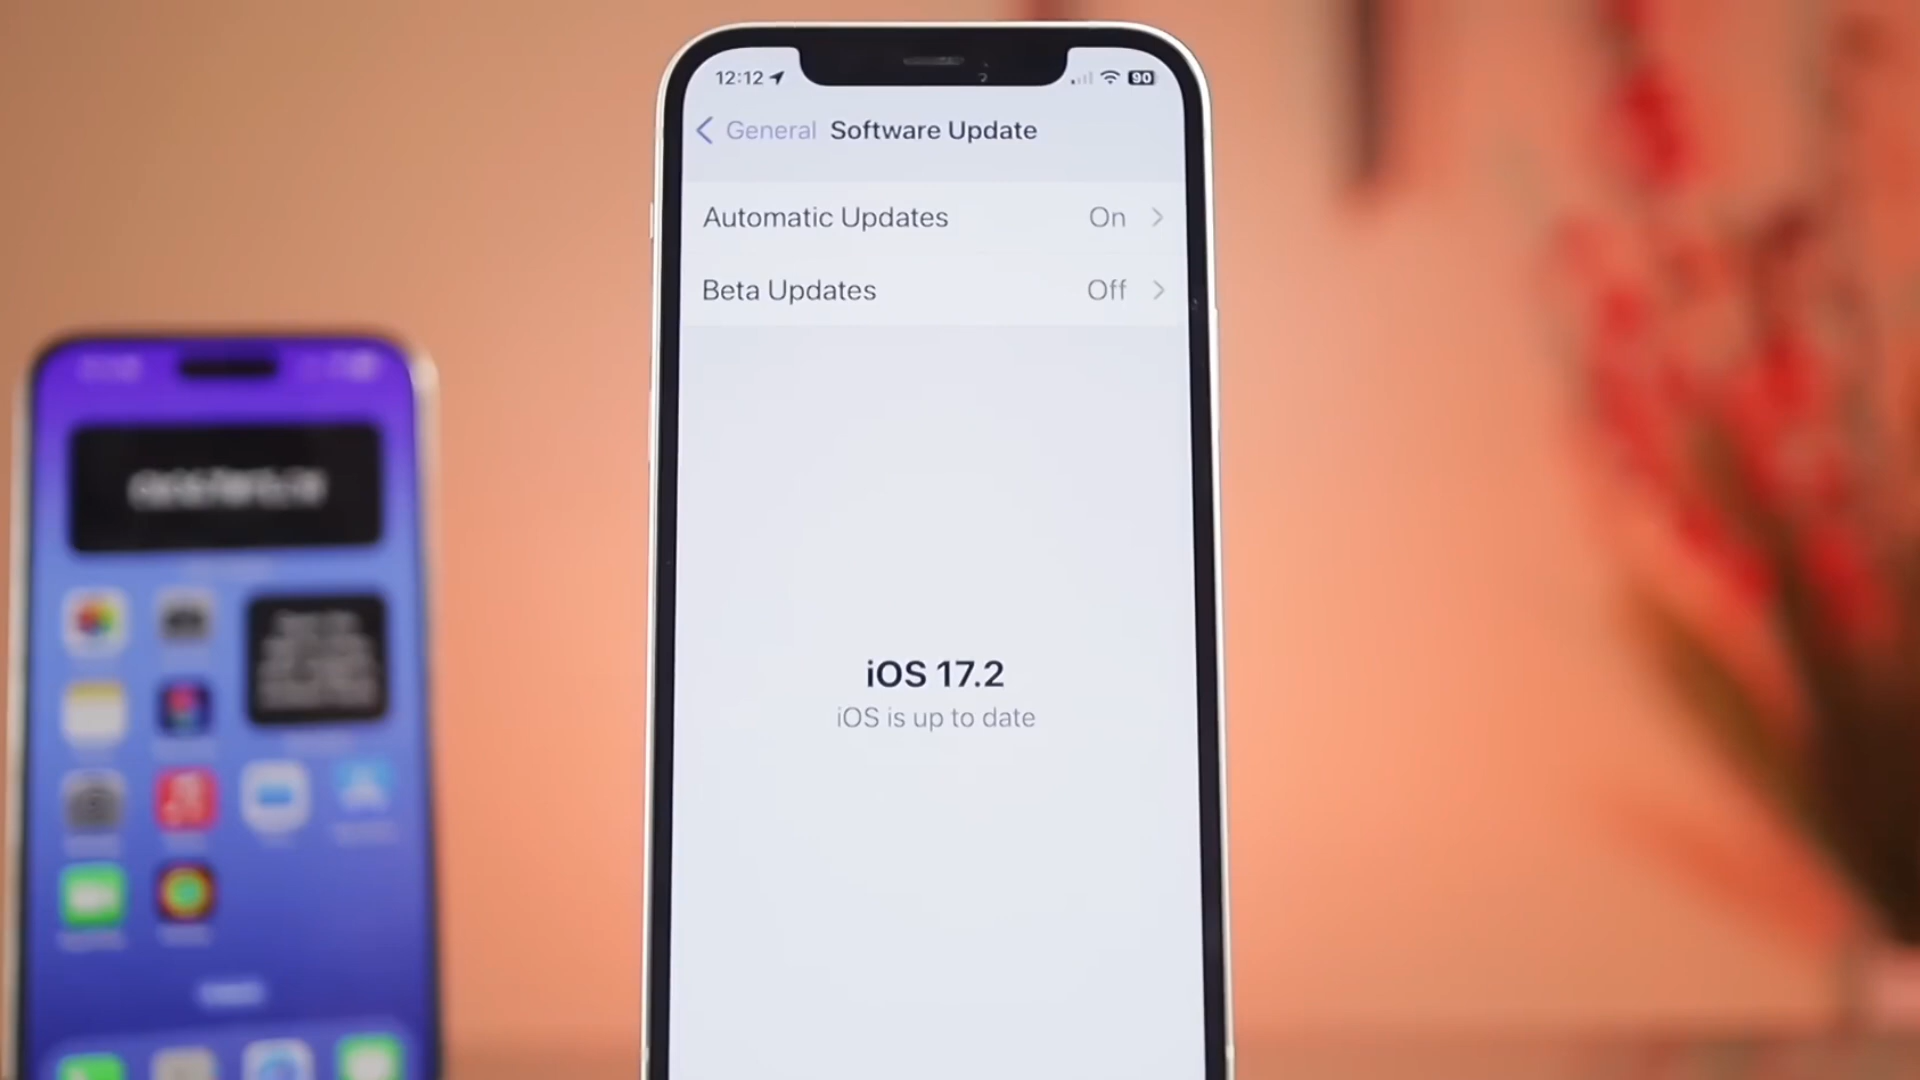 12:12 90
General Software Update
Automatic Updates On
Beta Updates Off
iOS 17.2
iOS is up to date